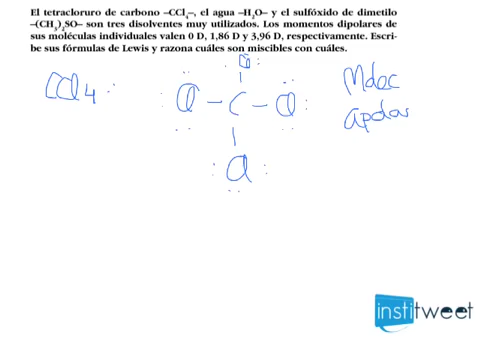 El tetracloruro de carbono –CCl₄–, el agua –H₂O– y el sulfóxido de dimetilo
–(CH₃)₂SO– son tres disolventes muy utilizados. Los momentos dipolares de
sus moléculas individuales valen 0 D, 1,86 D y 3,96 D, respectivamente. Escri-
be sus fórmulas de Lewis y razona cuáles son miscibles con cuáles.
CCl4
Cl
Cl – C – Cl
Cl
Molec
apolar
institweet